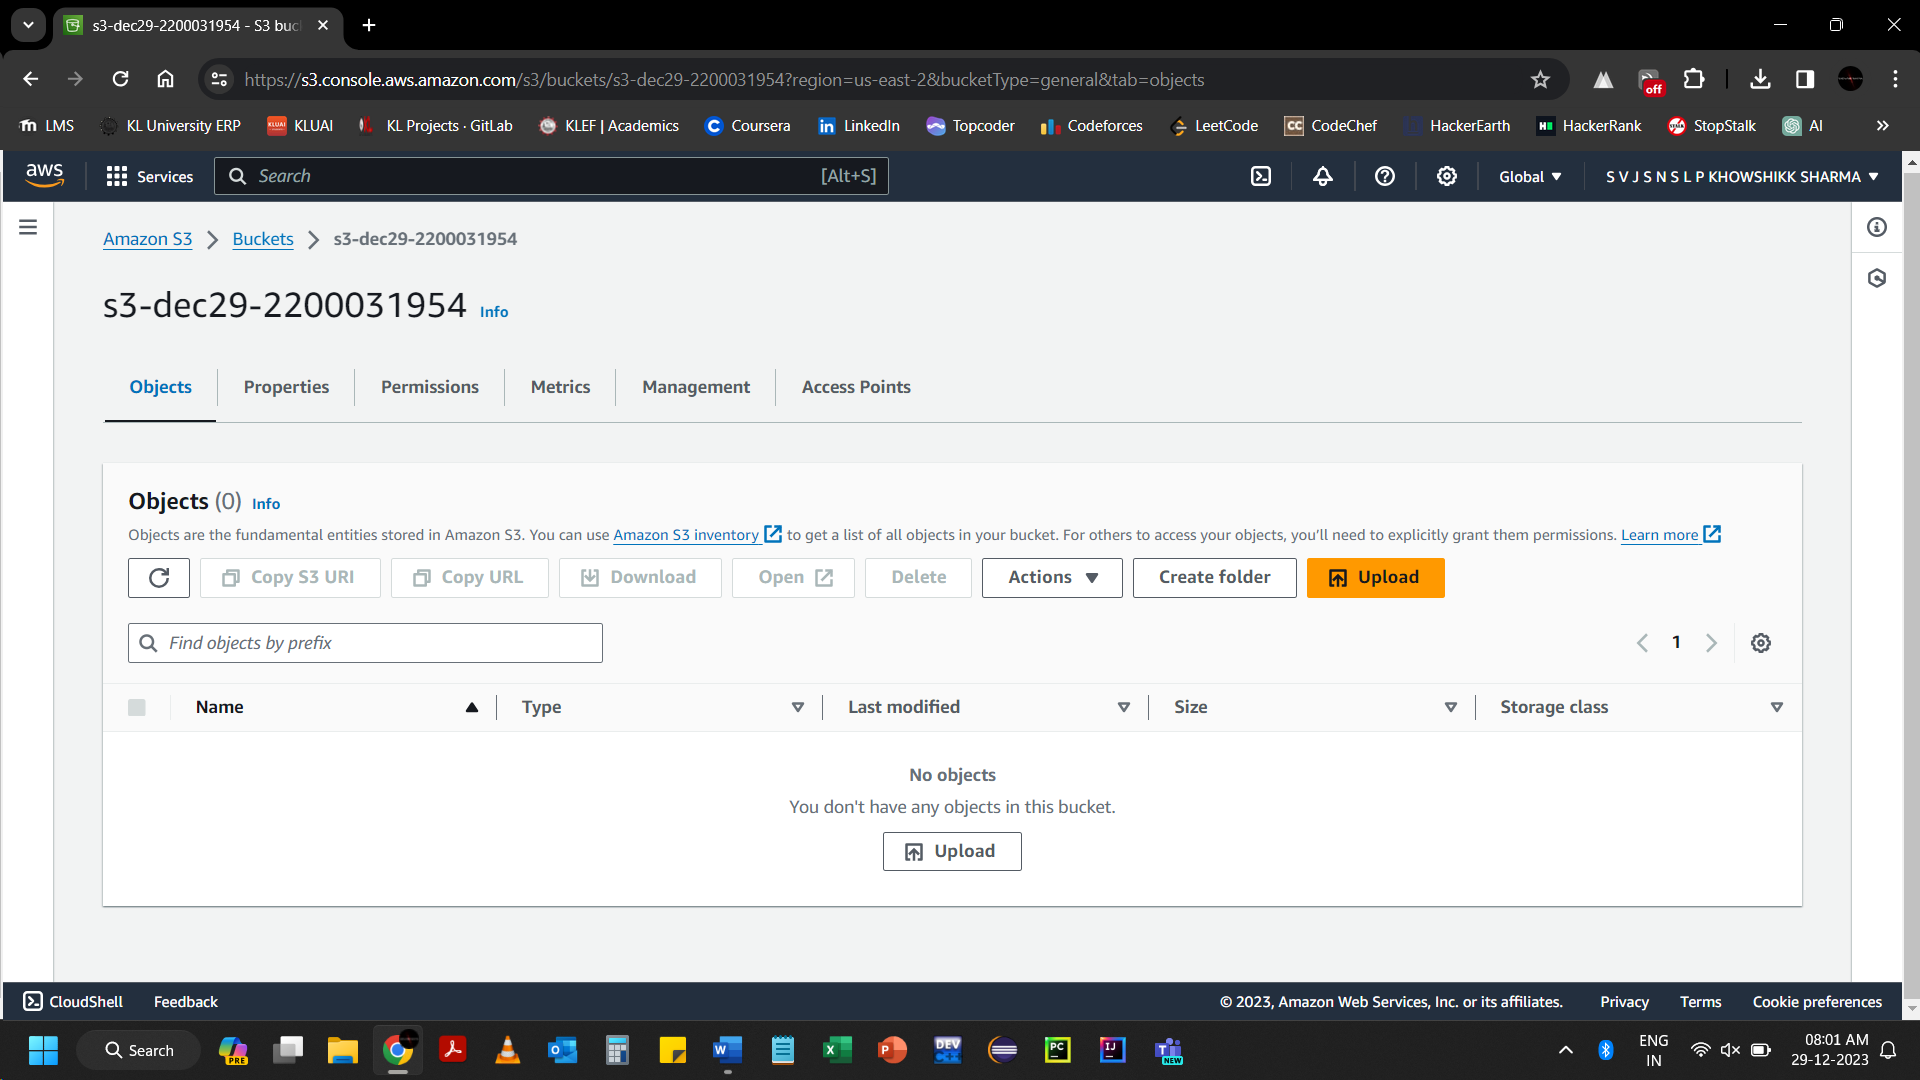 s3-dec29-2200031954 - S3 buc
https://s3.console.aws.amazon.com/s3/buckets/s3-dec29-2200031954?region=us-east-2&bucketType=general&tab=objects
off
LMS KL University ERP KLUAI KL Projects · GitLab KLEF | Academics Coursera LinkedIn Topcoder Codeforces LeetCode CodeChef HackerEarth HackerRank StopStalk AI
aws Services Search [Alt+S] Global S V J S N S L P KHOWSHIKK SHARMA
Amazon S3 Buckets s3-dec29-2200031954
s3-dec29-2200031954 Info
Objects Properties Permissions Metrics Management Access Points
Objects (0) Info
Objects are the fundamental entities stored in Amazon S3. You can use Amazon S3 inventory to get a list of all objects in your bucket. For others to access your objects, you'll need to explicitly grant them permissions. Learn more
Copy S3 URI Copy URL Download Open Delete Actions Create folder Upload
Find objects by prefix 1
Name Type Last modified Size Storage class
No objects
You don't have any objects in this bucket.
Upload
CloudShell Feedback © 2023, Amazon Web Services, Inc. or its affiliates. Privacy Terms Cookie preferences
Search PRE DEV C++ PC IJ NEW ENG 08:01 AM
IN 29-12-2023